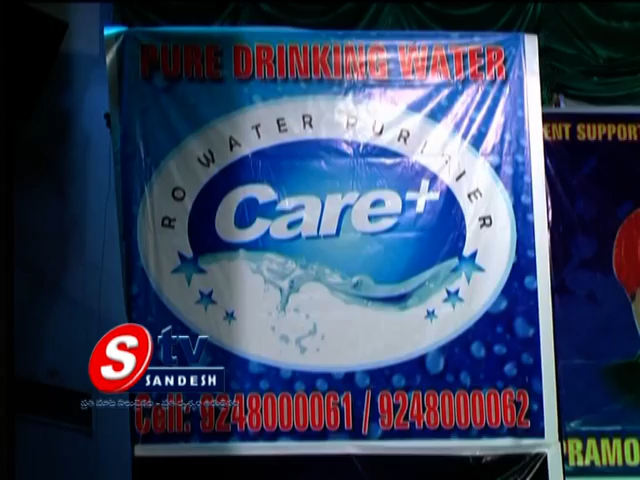 PURE DRINKING WATER
RO WATER PURIFIER
Care+
ENT SUPPORT
S tv
SANDESH
Cell: 9248000061 / 9248000062
PRAMO